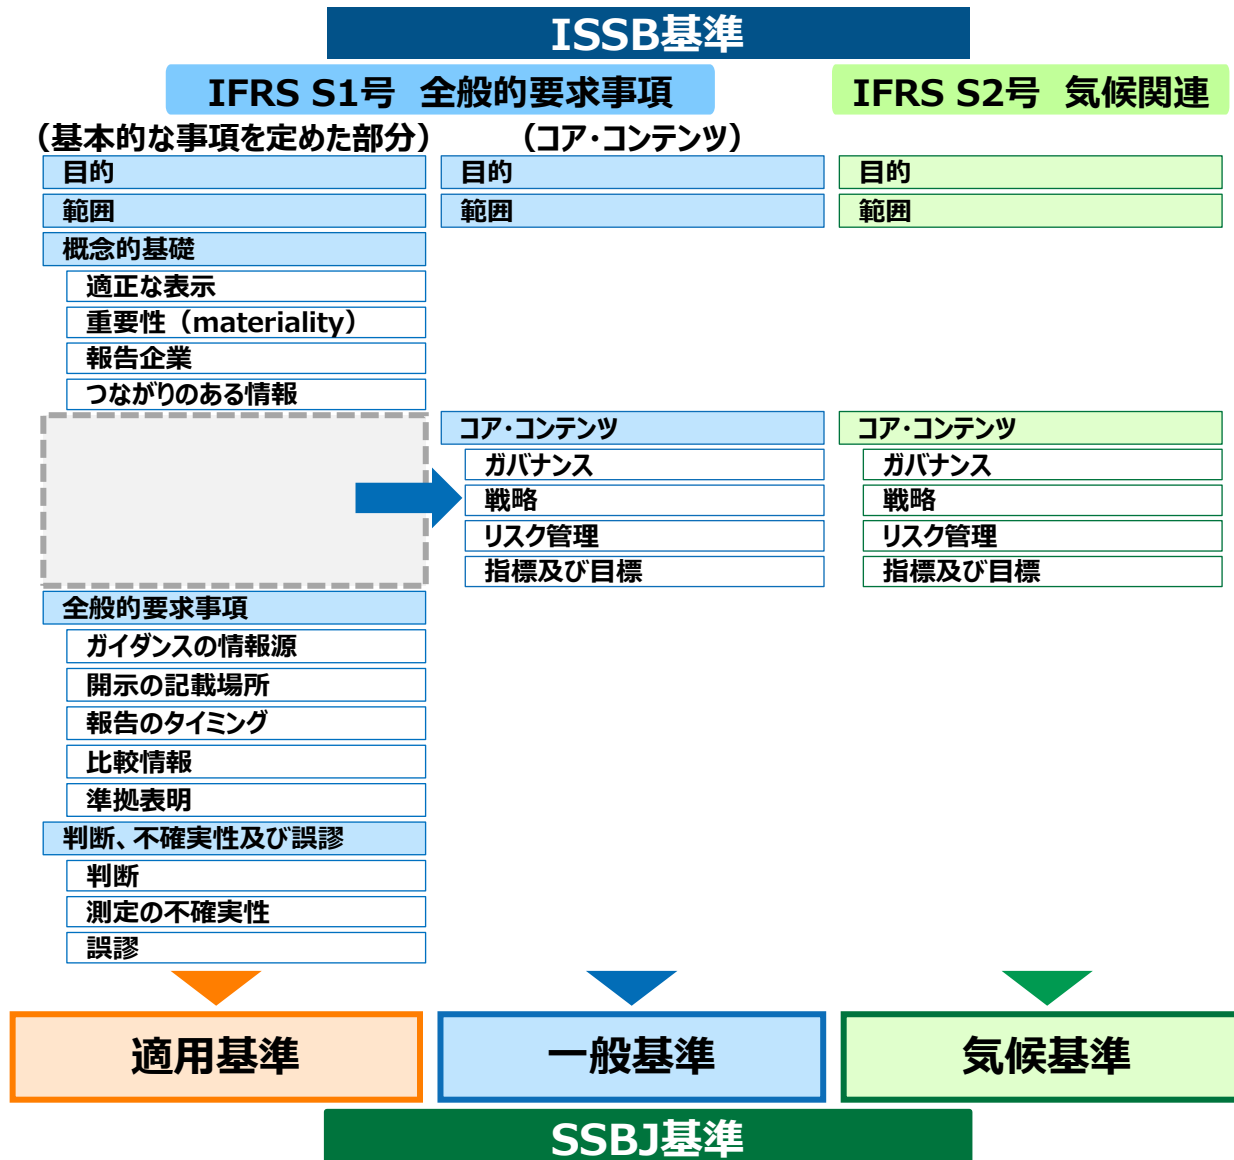 ISSB基準
IFRS S1号 全般的要求事項
IFRS S2号 気候関連
（基本的な事項を定めた部分）
（コア・コンテンツ）
目的
範囲
概念的基礎
適正な表示
重要性（materiality）
報告企業
つながりのある情報
全般的要求事項
ガイダンスの情報源
開示の記載場所
報告のタイミング
比較情報
準拠表明
判断、不確実性及び誤謬
判断
測定の不確実性
誤謬
目的
範囲
コア・コンテンツ
ガバナンス
戦略
リスク管理
指標及び目標
目的
範囲
コア・コンテンツ
ガバナンス
戦略
リスク管理
指標及び目標
適用基準
一般基準
気候基準
SSBJ基準